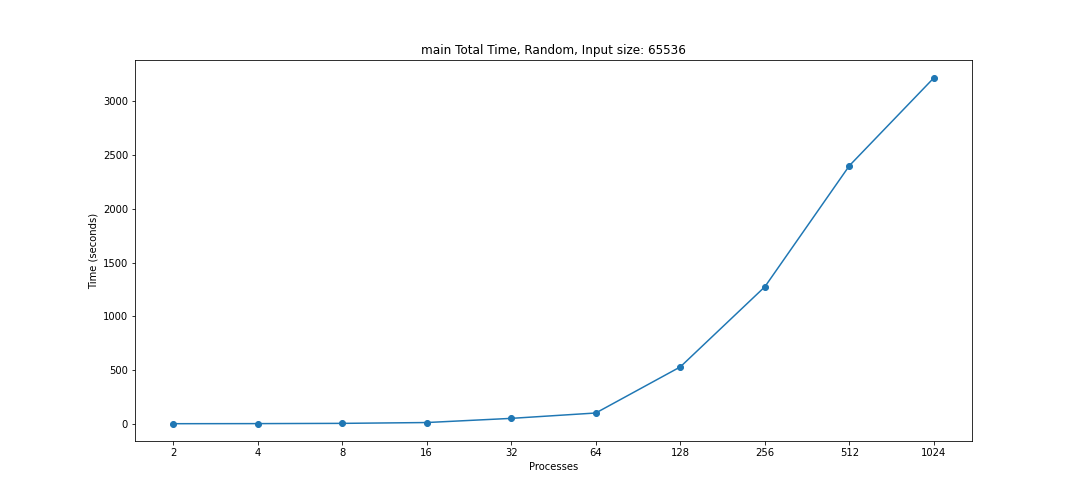 main Total Time, Random, Input size: 65536
3000
2500
2000
1500
1000
500
0
Time (seconds)
2 4 8 16 32 64 128 256 512 1024
Processes